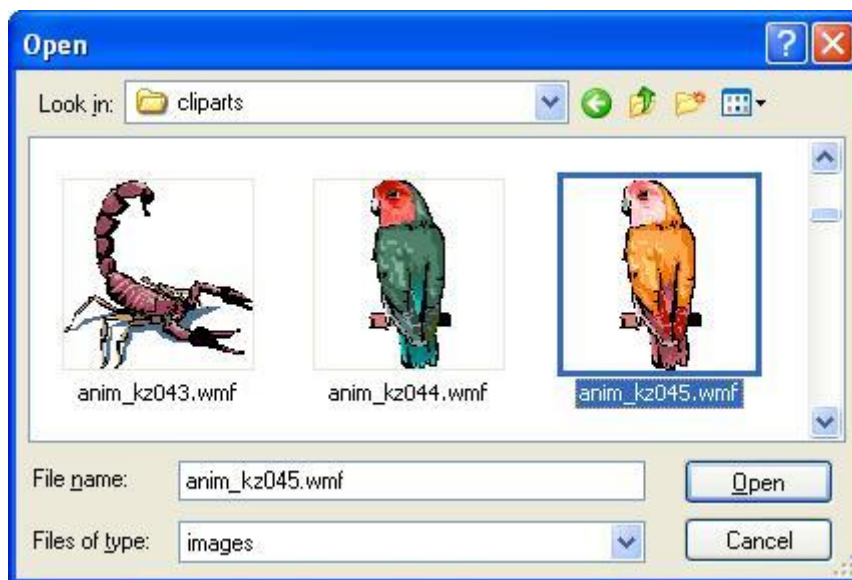 Open
Look in: cliparts
anim_kz043.wmf anim_kz044.wmf anim_kz045.wmf
File name: anim_kz045.wmf Open
Files of type: images Cancel